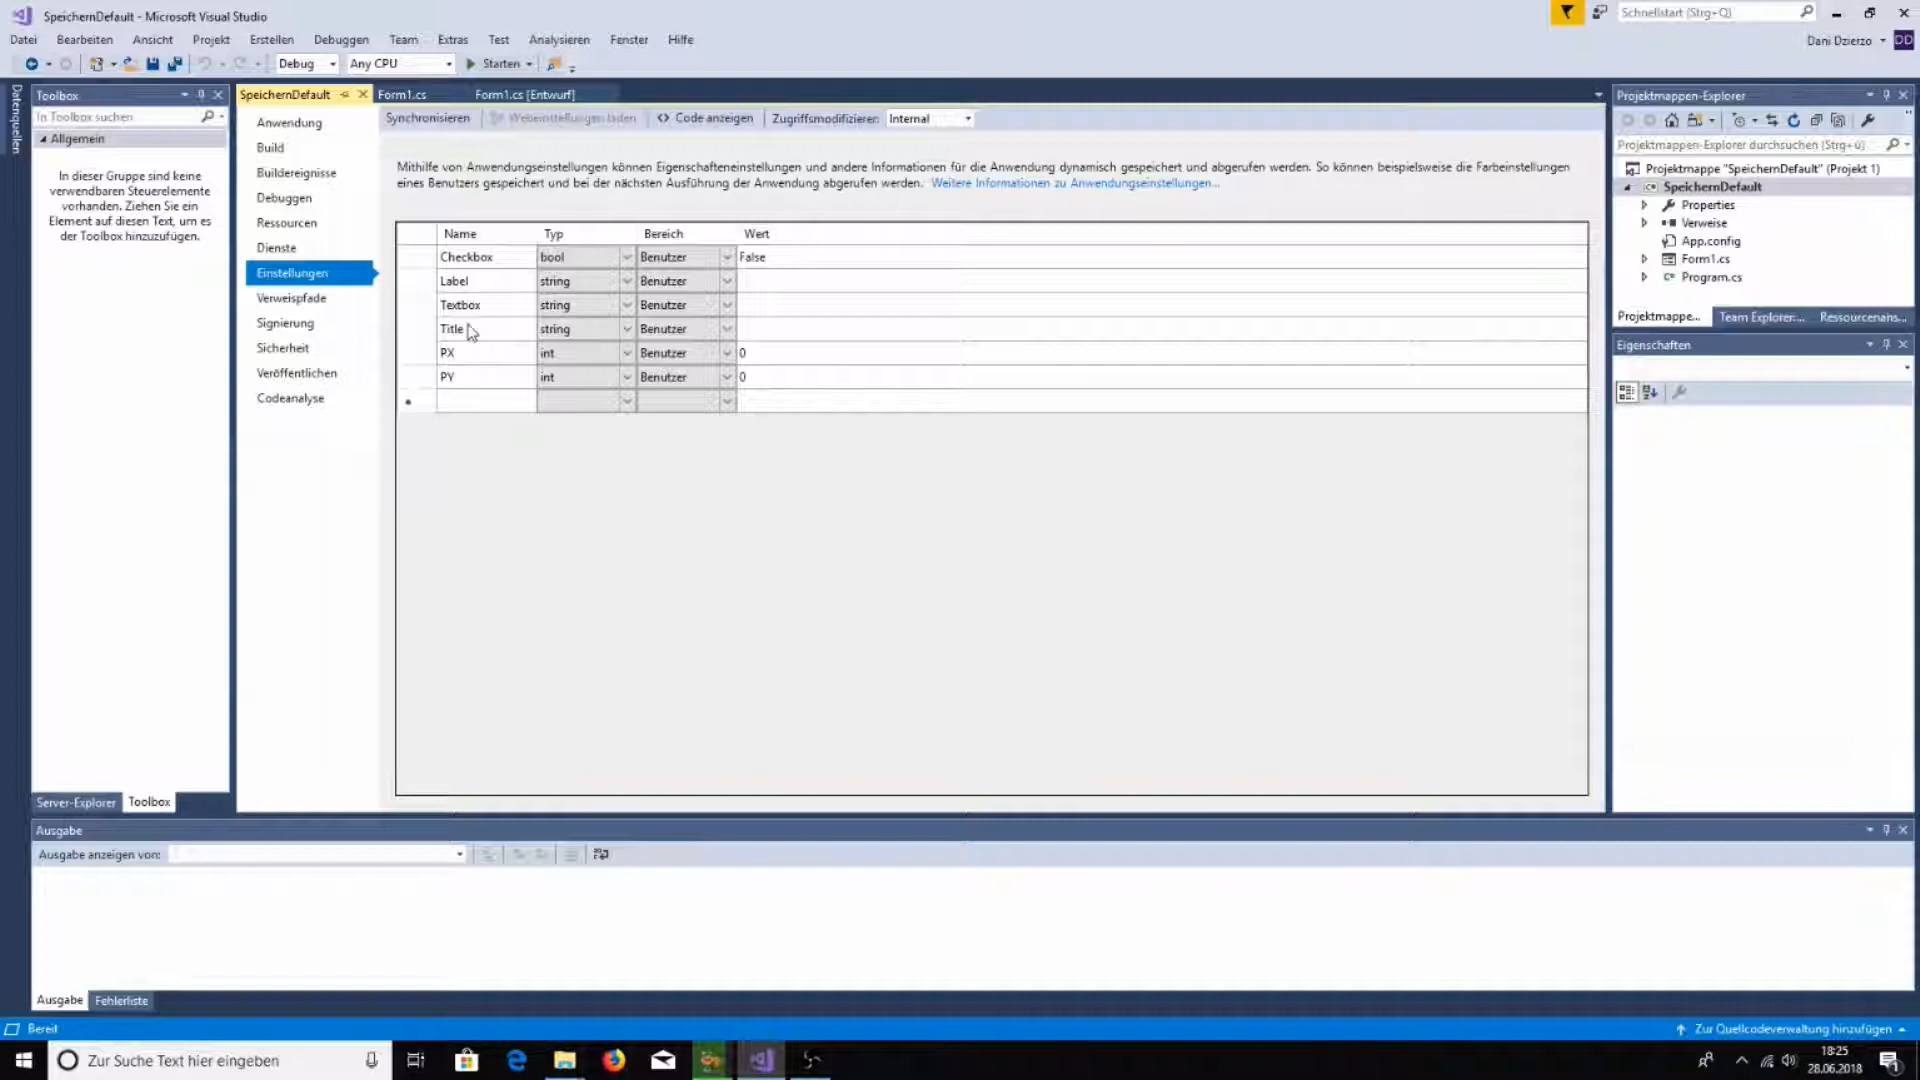 SpeichernDefault - Microsoft Visual Studio
Schnellstart (Strg+Q)
Datei Bearbeiten Ansicht Projekt Erstellen Debuggen Team Extras Test Analysieren Fenster Hilfe
Dani Dzierzo DD
Debug Any CPU Starten
Datenquellen
Toolbox
In Toolbox suchen
Allgemein
In dieser Gruppe sind keine
verwendbaren Steuerelemente
vorhanden. Ziehen Sie ein
Element auf diesen Text, um es
der Toolbox hinzuzufügen.
Server-Explorer Toolbox
SpeichernDefault Form1.cs Form1.cs [Entwurf]
Anwendung
Build
Buildereignisse
Debuggen
Ressourcen
Dienste
Einstellungen
Verweispfade
Signierung
Sicherheit
Veröffentlichen
Codeanalyse
Synchronisieren Webeinstellungen laden Code anzeigen Zugriffsmodifizierer: Internal
Mithilfe von Anwendungseinstellungen können Eigenschafteneinstellungen und andere Informationen für die Anwendung dynamisch gespeichert und abgerufen werden. So können beispielsweise die Farbeinstellungen
eines Benutzers gespeichert und bei der nächsten Ausführung der Anwendung abgerufen werden. Weitere Informationen zu Anwendungseinstellungen...
Name Typ Bereich Wert
Checkbox bool Benutzer False
Label string Benutzer
Textbox string Benutzer
Title string Benutzer
PX int Benutzer 0
PY int Benutzer 0
Projektmappen-Explorer
Projektmappen-Explorer durchsuchen (Strg+ü)
Projektmappe "SpeichernDefault" (Projekt 1)
SpeichernDefault
Properties
Verweise
App.config
Form1.cs
C# Program.cs
Projektmappe... Team Explorer:... Ressourcenans...
Eigenschaften
Ausgabe
Ausgabe anzeigen von:
Ausgabe Fehlerliste
Bereit
Zur Quellcodeverwaltung hinzufügen
Zur Suche Text hier eingeben
18:25
28.06.2018
1